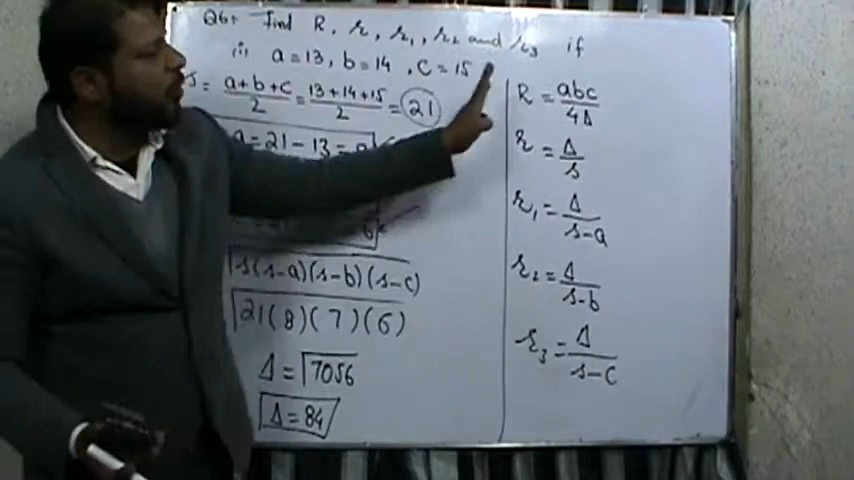 Q6: Find R, r, r₁, r₂ and r₃ if
(i) a = 13, b = 14, c = 15
s = a+b+c/2 = 13+14+15/2 = 21
a = 21 - 13 =
6
√s(s-a)(s-b)(s-c)
√21(8)(7)(6)
Δ = √7056
Δ = 84
R = abc/4Δ
r = Δ/s
r₁ = Δ/s-a
r₂ = Δ/s-b
r₃ = Δ/s-c